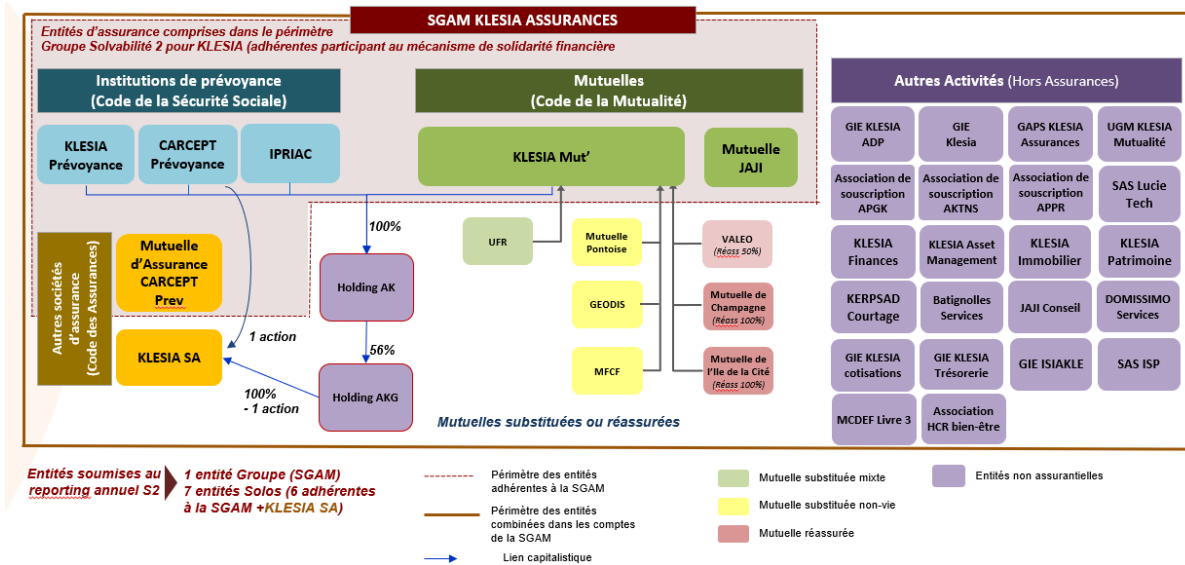 SGAM KLESIA ASSURANCES
Entités d'assurance comprises dans le périmètre
Groupe Solvabilité 2 pour KLESIA (adhérentes participant au mécanisme de solidarité financière
Institutions de prévoyance
(Code de la Sécurité Sociale)
Mutuelles
(Code de la Mutualité)
Autres Activités (Hors Assurances)
KLESIA
Prévoyance
CARCEPT
Prévoyance
IPRIAC
KLESIA Mut'
Mutuelle
JAJI
GIE KLESIA
ADP
GIE
Klesia
GAPS KLESIA
Assurances
UGM KLESIA
Mutualité
Association de
souscription
APGK
Association de
souscription
AKTNS
Association de
souscription
APPR
SAS Lucie
Tech
100%
UFR
Mutuelle
Pontoise
VALEO
(Réass 50%)
Autres sociétés
d'assurance
(Code des Assurances)
Mutuelle
d'Assurance
CARCEPT
Prev
Holding AK
GEODIS
Mutuelle de
Champagne
(Réass 100%)
KLESIA
Finances
KLESIA Asset
Management
KLESIA
Immobilier
KLESIA
Patrimoine
KERPSAD
Courtage
Batignolles
Services
JAJI Conseil
DOMISSIMO
Services
1 action
56%
KLESIA SA
100%
- 1 action
Holding AKG
MFCF
Mutuelle de
l'Ile de la Cité
(Réass 100%)
GIE KLESIA
cotisations
GIE KLESIA
Trésorerie
GIE ISIAKLE
SAS ISP
MCDEF Livre 3
Association
HCR bien-être
Mutuelles substituées ou réassurées
Entités soumises au
reporting annuel S2
1 entité Groupe (SGAM)
7 entités Solos (6 adhérentes
à la SGAM +KLESIA SA)
Périmètre des entités
adhérentes à la SGAM
Périmètre des entités
combinées dans les comptes
de la SGAM
Lien capitalistique
Mutuelle substituée mixte
Mutuelle substituée non-vie
Mutuelle réassurée
Entités non assurantielles